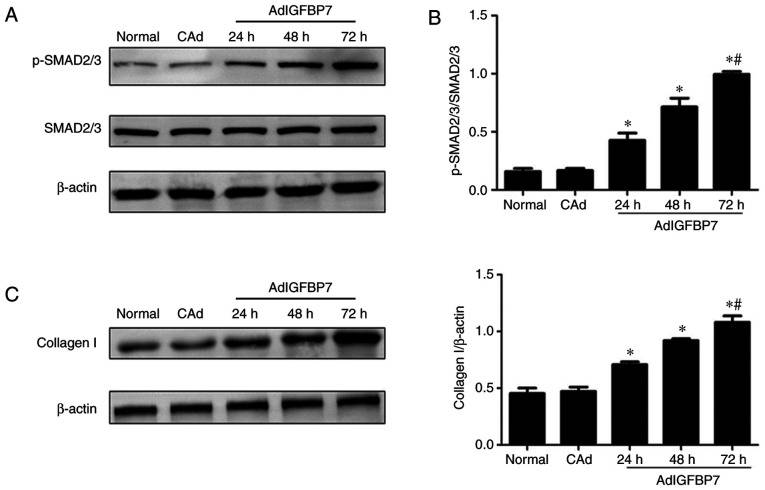 A
AdIGFBP7
Normal CAd 24 h 48 h 72 h
p-SMAD2/3
SMAD2/3
β-actin
B
p-SMAD2/3/SMAD2/3
1.5
1.0
0.5
0.0
* * *#
Normal CAd 24 h 48 h 72 h
AdIGFBP7
C
AdIGFBP7
Normal CAd 24 h 48 h 72 h
Collagen I
β-actin
Collagen I/β-actin
1.5
1.0
0.5
0.0
* * *#
Normal CAd 24 h 48 h 72 h
AdIGFBP7